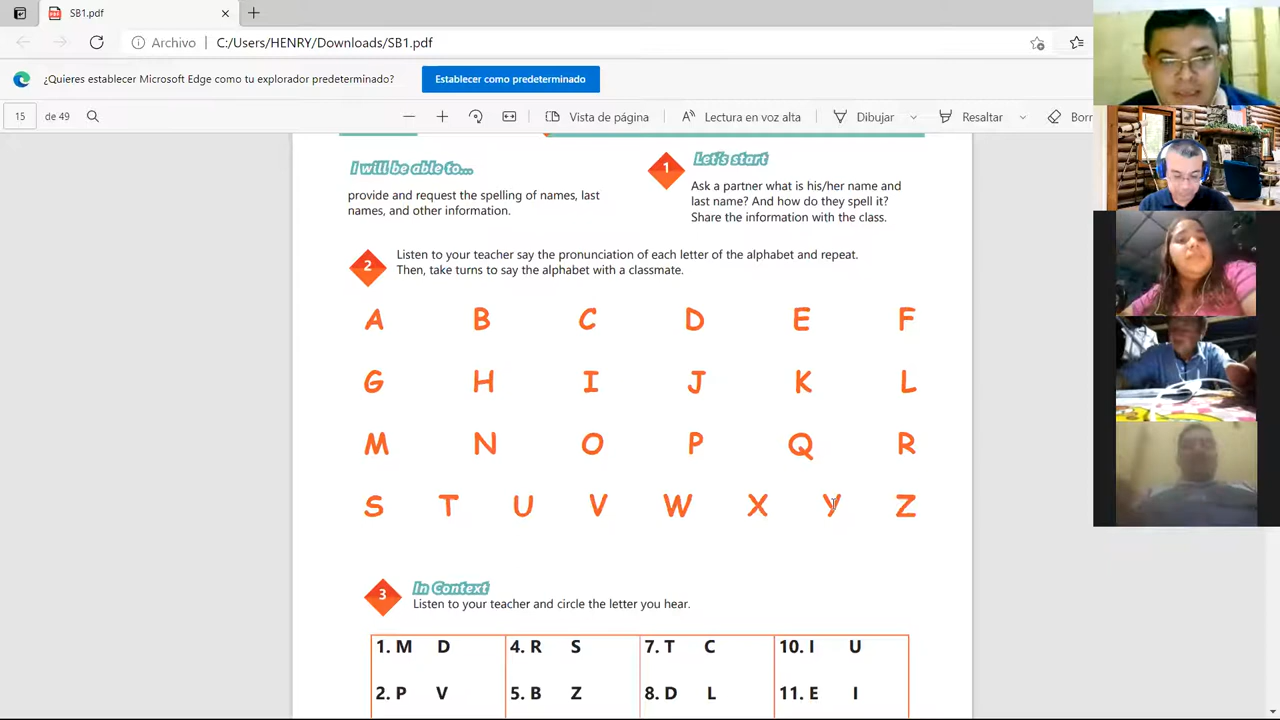 SB1.pdf
Archivo C:/Users/HENRY/Downloads/SB1.pdf
¿Quieres establecer Microsoft Edge como tu explorador predeterminado? Establecer como predeterminado
15 de 49 Vista de página Lectura en voz alta Dibujar Resaltar Borr
I will be able to...
provide and request the spelling of names, last
names, and other information.
1 Let's start
Ask a partner what is his/her name and
last name? And how do they spell it?
Share the information with the class.
2 Listen to your teacher say the pronunciation of each letter of the alphabet and repeat.
Then, take turns to say the alphabet with a classmate.
A B C D E F
G H I J K L
M N O P Q R
S T U V W X Y Z
3 In Context
Listen to your teacher and circle the letter you hear.
1. M D 4. R S 7. T C 10. I U
2. P V 5. B Z 8. D L 11. E I